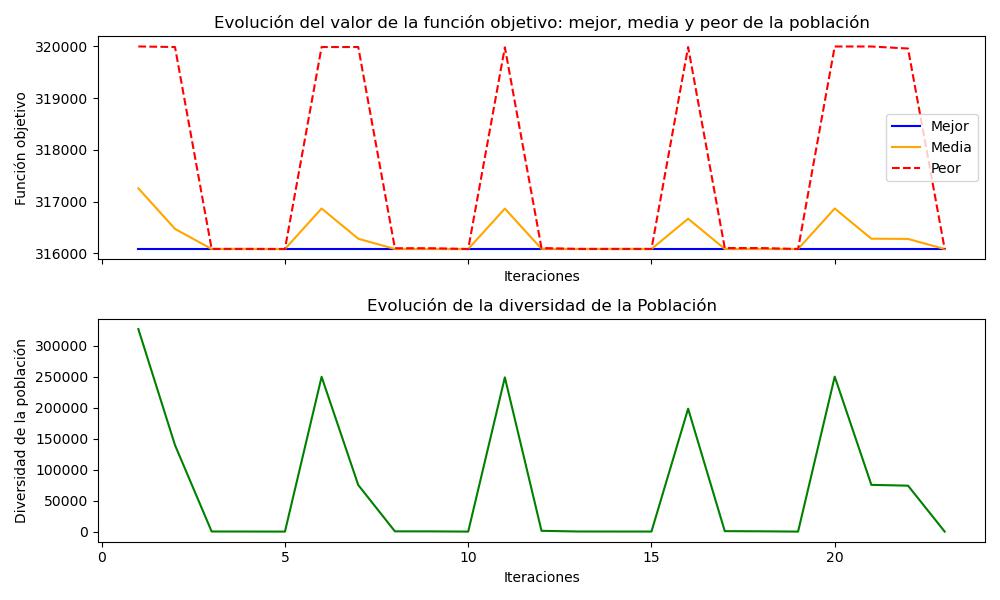 Evolución del valor de la función objetivo: mejor, media y peor de la población
320000
319000
318000
317000
316000
Función objetivo
Mejor
Media
Peor
Iteraciones
Evolución de la diversidad de la Población
300000
250000
200000
150000
100000
50000
0
Diversidad de la población
0 5 10 15 20
Iteraciones